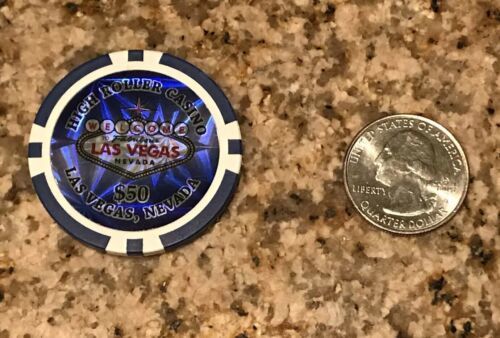 HIGH ROLLER CASINO
WELCOME
TO Fabulous
LAS VEGAS
NEVADA
$50
LAS VEGAS, NEVADA
UNITED STATES OF AMERICA
LIBERTY
QUARTER DOLLAR